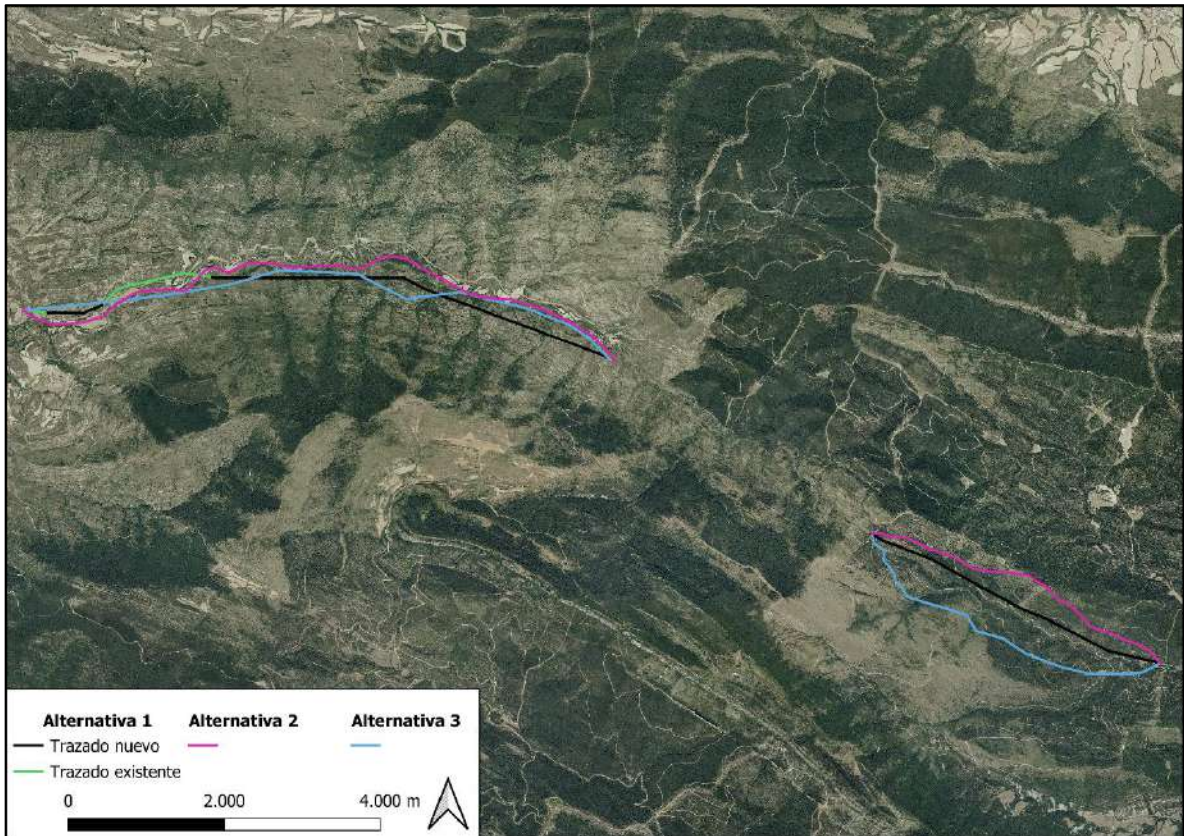 Alternativa 1 Alternativa 2 Alternativa 3
Trazado nuevo
Trazado existente
0 2.000 4.000 m